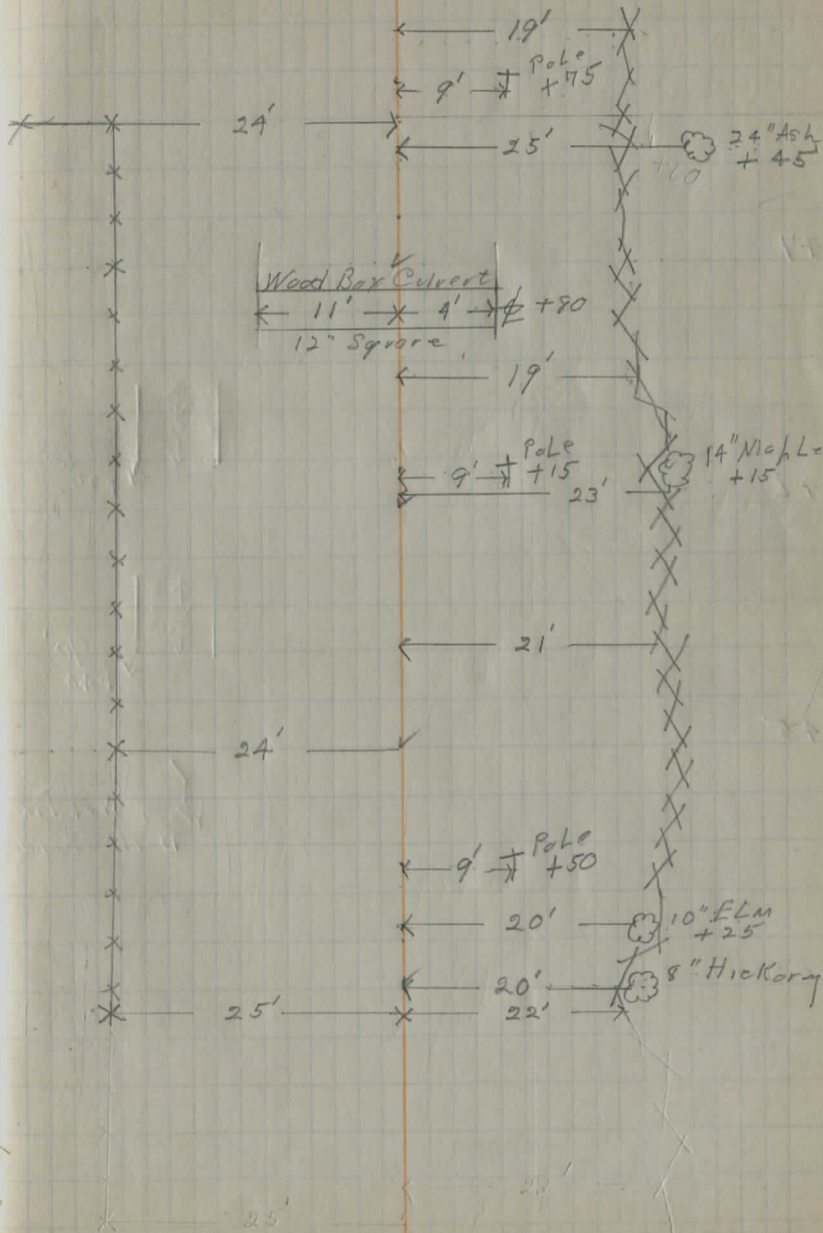 19'
9' Pole
+75
24'
25' 24" Ash
+45
+60
Wood Box Culvert
11' 4' ℄ +80
12" Square
19'
Pole
9' +15
14" Maple
+15
23'
21'
24'
Pole
9' +50
20' 10" ELm
+25
20' 8" Hickory
25' 22'
25'